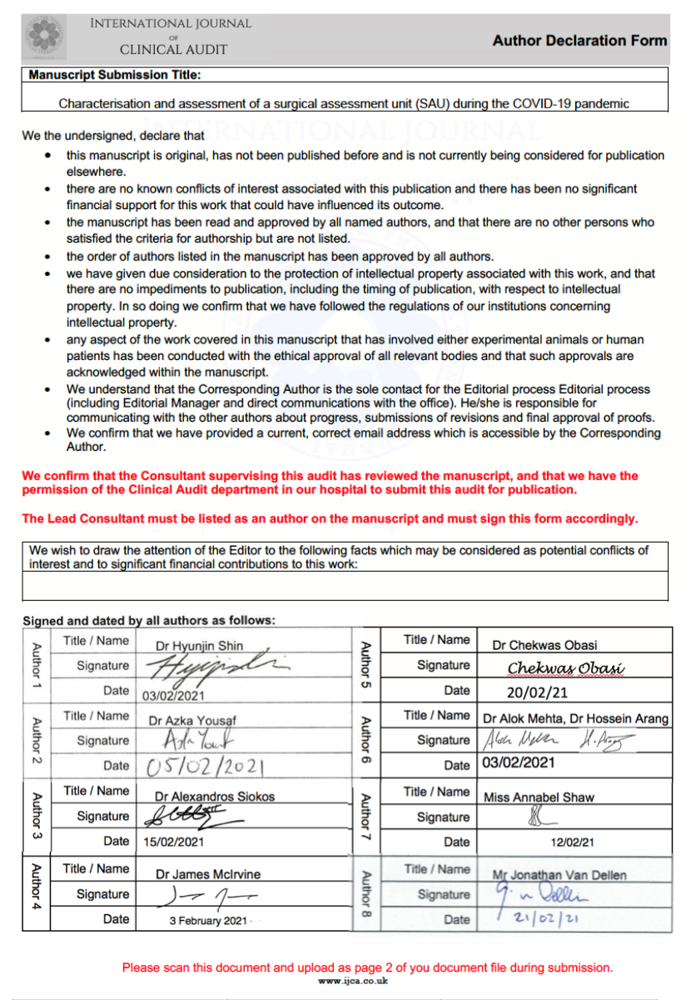 INTERNATIONAL JOURNAL
OF
CLINICAL AUDIT
Author Declaration Form
Manuscript Submission Title:
Characterisation and assessment of a surgical assessment unit (SAU) during the COVID-19 pandemic
We the undersigned, declare that
• this manuscript is original, has not been published before and is not currently being considered for publication
elsewhere.
• there are no known conflicts of interest associated with this publication and there has been no significant
financial support for this work that could have influenced its outcome.
• the manuscript has been read and approved by all named authors, and that there are no other persons who
satisfied the criteria for authorship but are not listed.
• the order of authors listed in the manuscript has been approved by all authors.
• we have given due consideration to the protection of intellectual property associated with this work, and that
there are no impediments to publication, including the timing of publication, with respect to intellectual
property. In so doing we confirm that we have followed the regulations of our institutions concerning
intellectual property.
• any aspect of the work covered in this manuscript that has involved either experimental animals or human
patients has been conducted with the ethical approval of all relevant bodies and that such approvals are
acknowledged within the manuscript.
• We understand that the Corresponding Author is the sole contact for the Editorial process Editorial process
(including Editorial Manager and direct communications with the office). He/she is responsible for
communicating with the other authors about progress, submissions of revisions and final approval of proofs.
• We confirm that we have provided a current, correct email address which is accessible by the Corresponding
Author.
We confirm that the Consultant supervising this audit has reviewed the manuscript, and that we have the
permission of the Clinical Audit department in our hospital to submit this audit for publication.
The Lead Consultant must be listed as an author on the manuscript and must sign this form accordingly.
We wish to draw the attention of the Editor to the following facts which may be considered as potential conflicts of
interest and to significant financial contributions to this work:
Signed and dated by all authors as follows:
Author 1
Title / Name Dr Hyunjin Shin
Signature
Date 03/02/2021
Author 2
Title / Name Dr Azka Yousaf
Signature
Date 05/02/2021
Author 3
Title / Name Dr Alexandros Siokos
Signature
Date 15/02/2021
Author 4
Title / Name Dr James McIrvine
Signature
Date 3 February 2021
Author 5
Title / Name Dr Chekwas Obasi
Signature Chekwas Obasi
Date 20/02/21
Author 6
Title / Name Dr Alok Mehta, Dr Hossein Arang
Signature H. Arang
Date 03/02/2021
Author 7
Title / Name Miss Annabel Shaw
Signature
Date 12/02/21
Author 8
Title / Name Mr Jonathan Van Dellen
Signature
Date 21/02/21
Please scan this document and upload as page 2 of you document file during submission.
www.ijca.co.uk